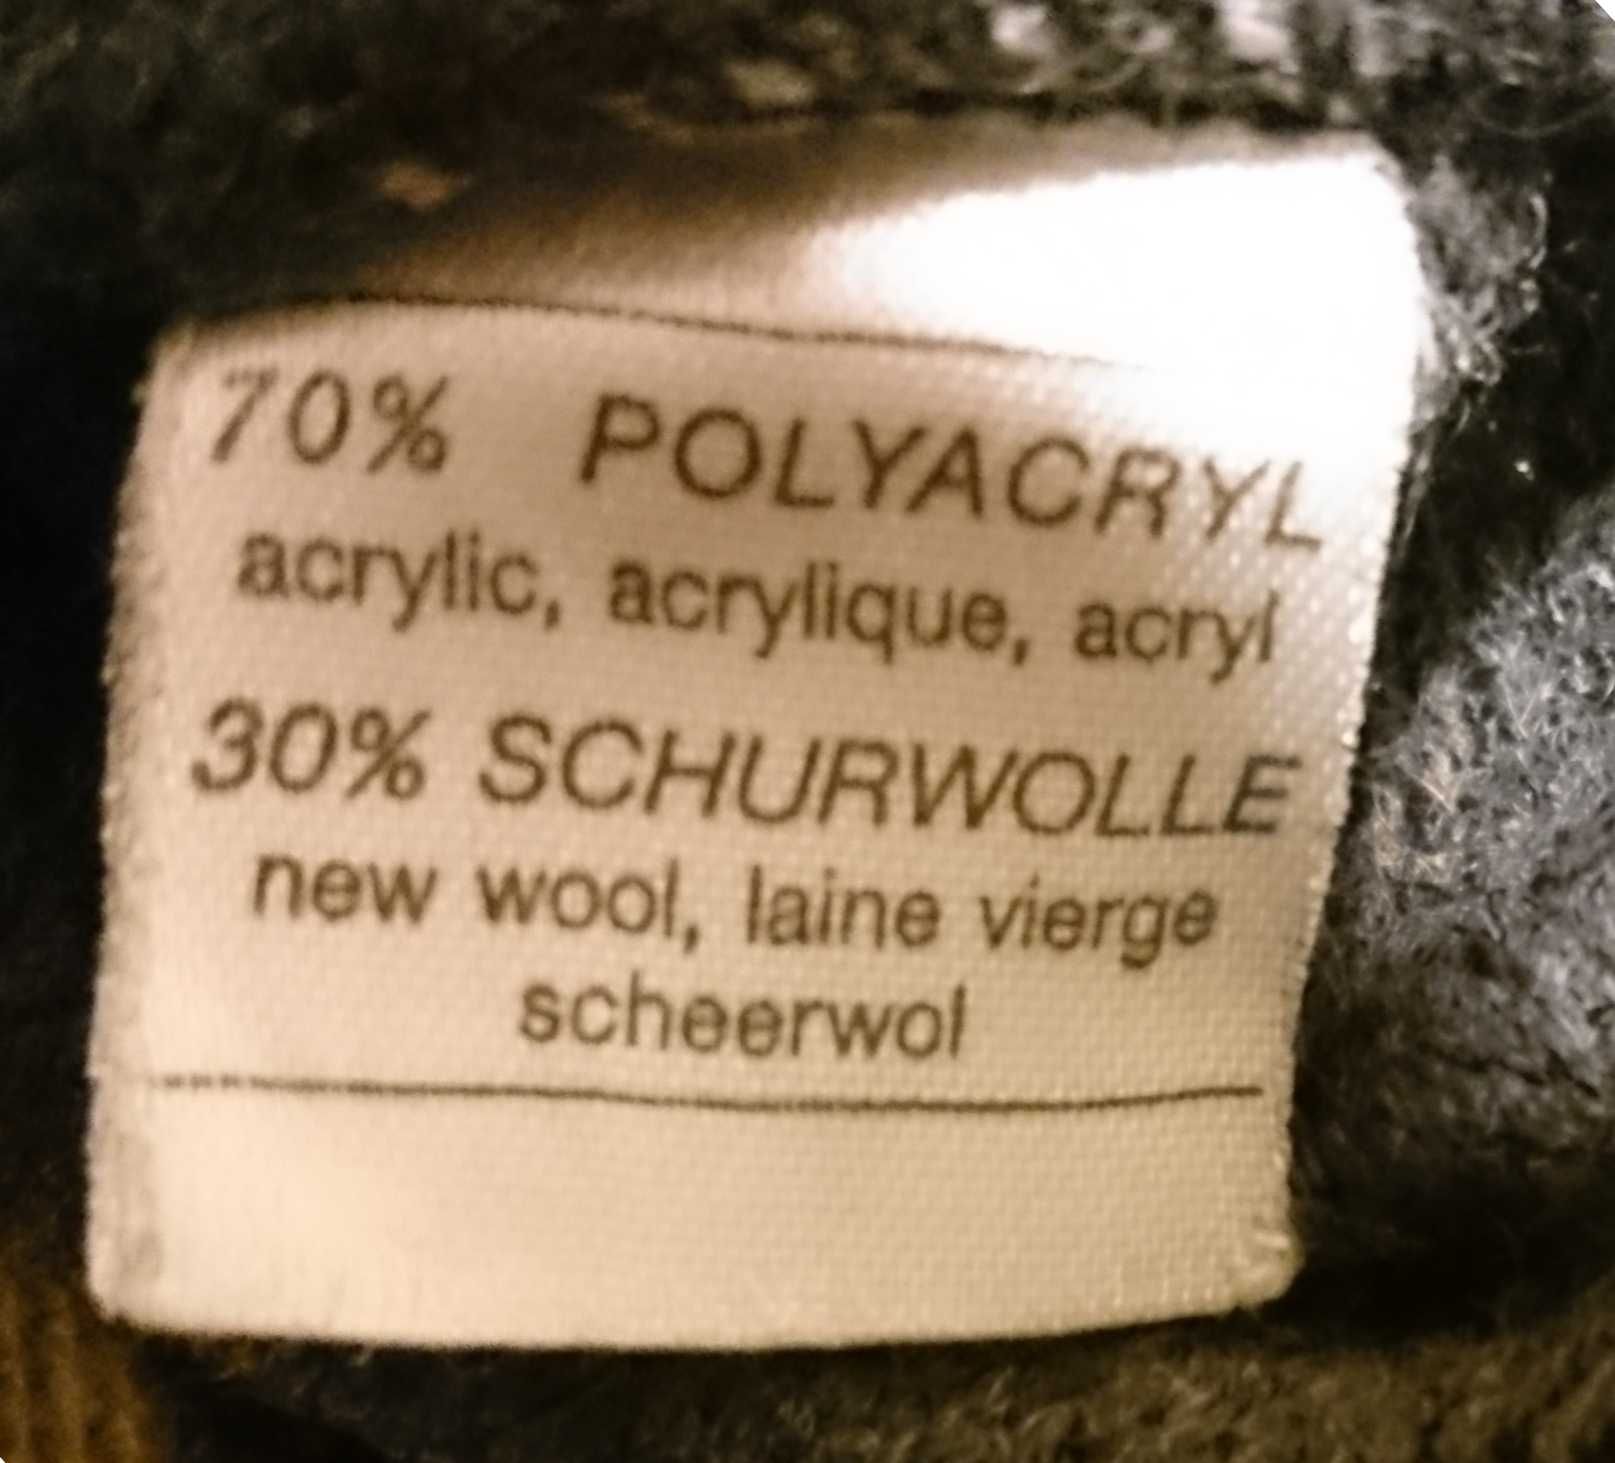 70% POLYACRYL
acrylic, acrylique, acryl
30% SCHURWOLLE
new wool, laine vierge
scheerwol